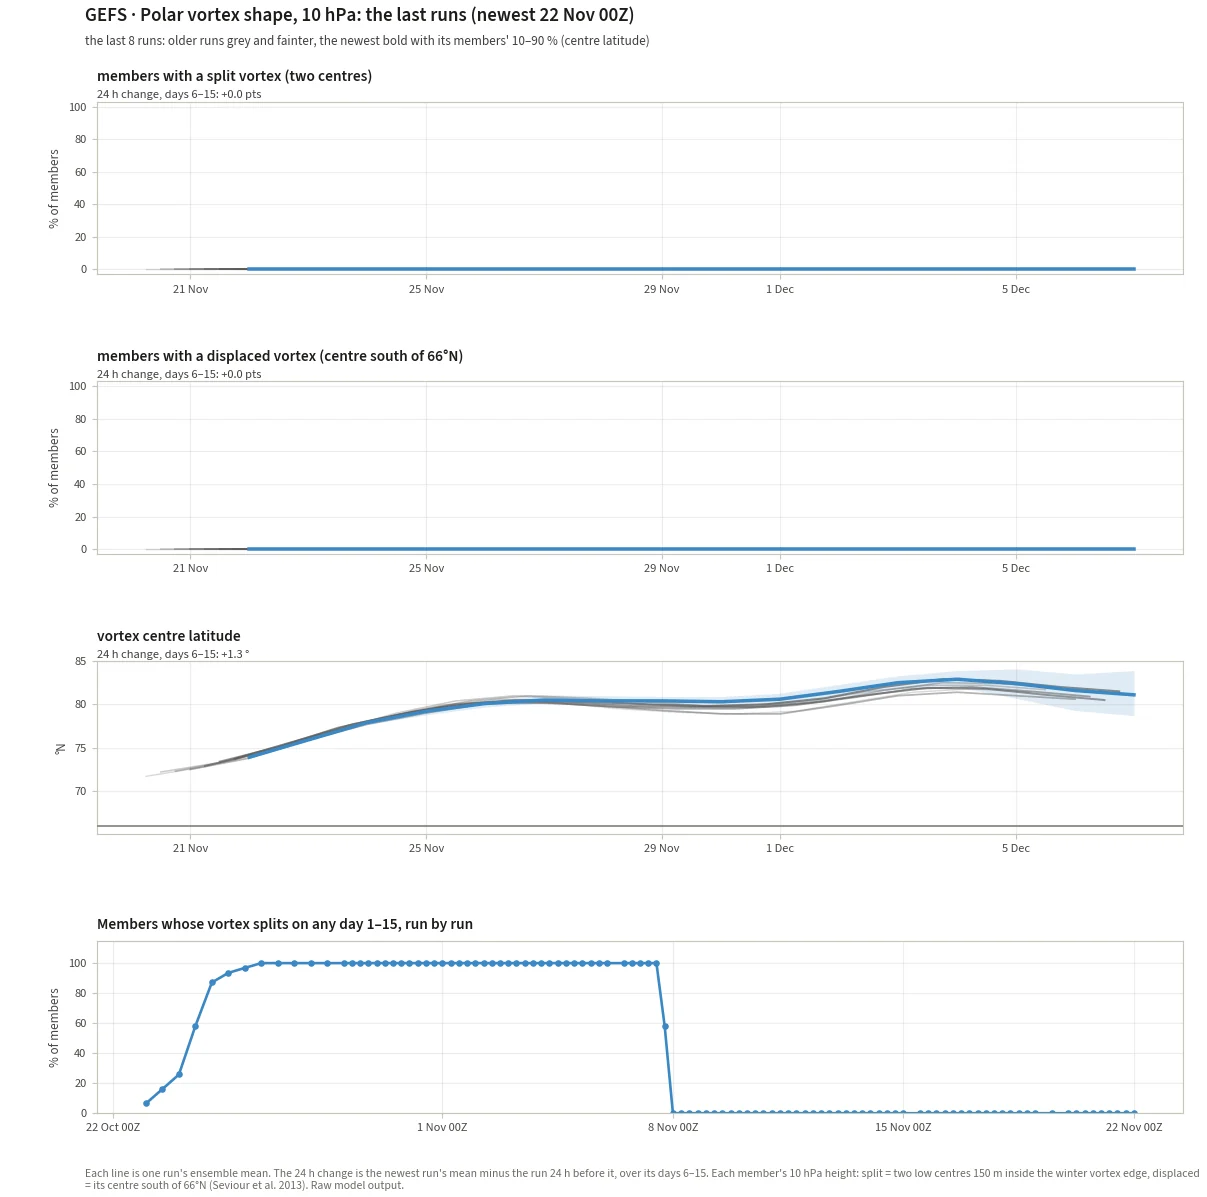 GEFS · Polar vortex shape, 10 hPa: the last runs (newest 22 Nov 00Z)
the last 8 runs: older runs grey and fainter, the newest bold with its members' 10–90 % (centre latitude)
members with a split vortex (two centres)
24 h change, days 6–15: +0.0 pts
100
80
60
40
20
0
% of members
21 Nov
25 Nov
29 Nov
1 Dec
5 Dec
members with a displaced vortex (centre south of 66°N)
24 h change, days 6–15: +0.0 pts
100
80
60
40
20
0
% of members
21 Nov
25 Nov
29 Nov
1 Dec
5 Dec
vortex centre latitude
24 h change, days 6–15: +1.3 °
85
80
75
70
°N
21 Nov
25 Nov
29 Nov
1 Dec
5 Dec
Members whose vortex splits on any day 1–15, run by run
100
80
60
40
20
0
% of members
22 Oct 00Z
1 Nov 00Z
8 Nov 00Z
15 Nov 00Z
22 Nov 00Z
Each line is one run's ensemble mean. The 24 h change is the newest run's mean minus the run 24 h before it, over its days 6–15. Each member's 10 hPa height: split = two low centres 150 m inside the winter vortex edge, displaced
= its centre south of 66°N (Seviour et al. 2013). Raw model output.